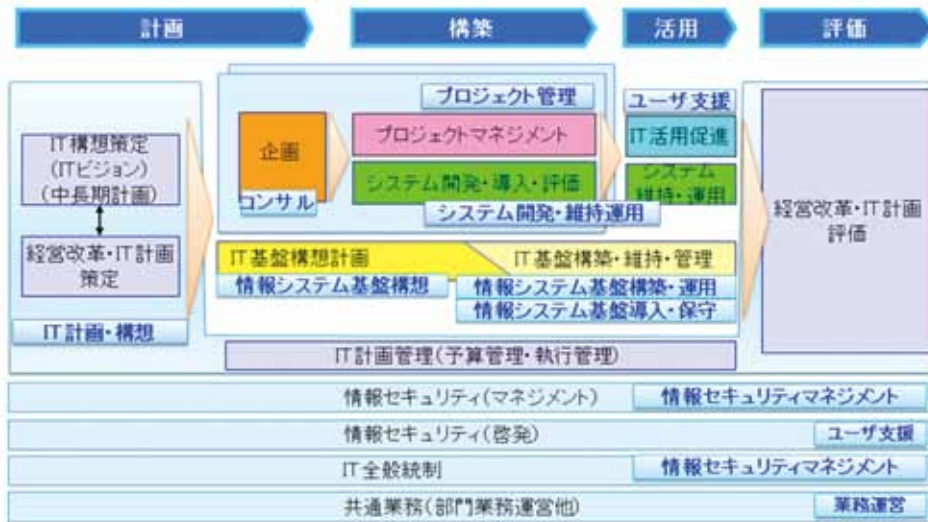 計画
構築
活用
評価
プロジェクト管理
ユーザ支援
IT構想策定
(ITビジョン)
(中長期計画)
企画
プロジェクトマネジメント
IT活用促進
コンサル
システム開発・導入・評価
システム
維持・運用
システム開発・維持運用
経営改革・IT計画
策定
経営改革・IT計画
評価
IT基盤構想計画
IT基盤構築・維持・管理
情報システム基盤構想
情報システム基盤構築・運用
情報システム基盤導入・保守
IT計画・構想
IT計画管理(予算管理・執行管理)
情報セキュリティ(マネジメント)
情報セキュリティマネジメント
情報セキュリティ(啓発)
ユーザ支援
IT全般統制
情報セキュリティマネジメント
共通業務(部門業務運営他)
業務運営